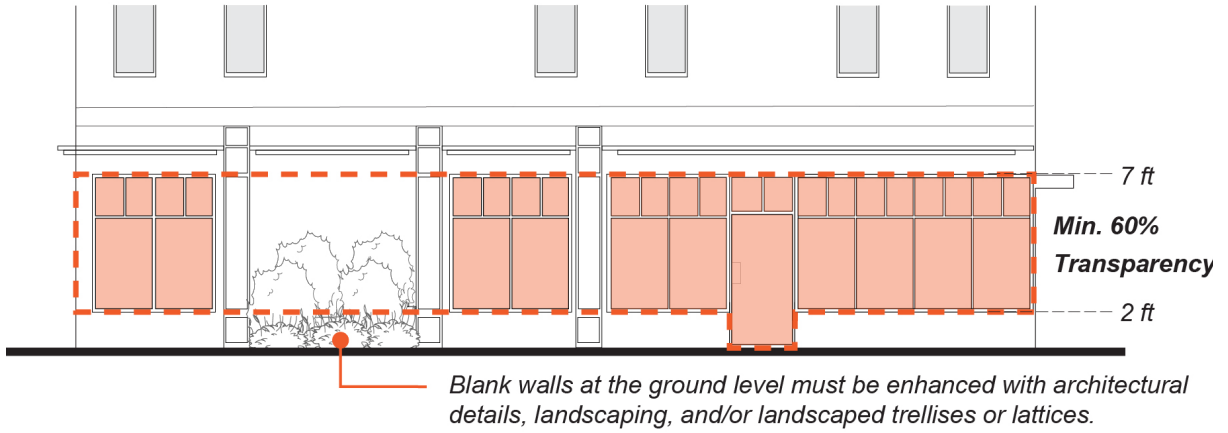 7 ft
Min. 60%
Transparency
2 ft
Blank walls at the ground level must be enhanced with architectural
details, landscaping, and/or landscaped trellises or lattices.